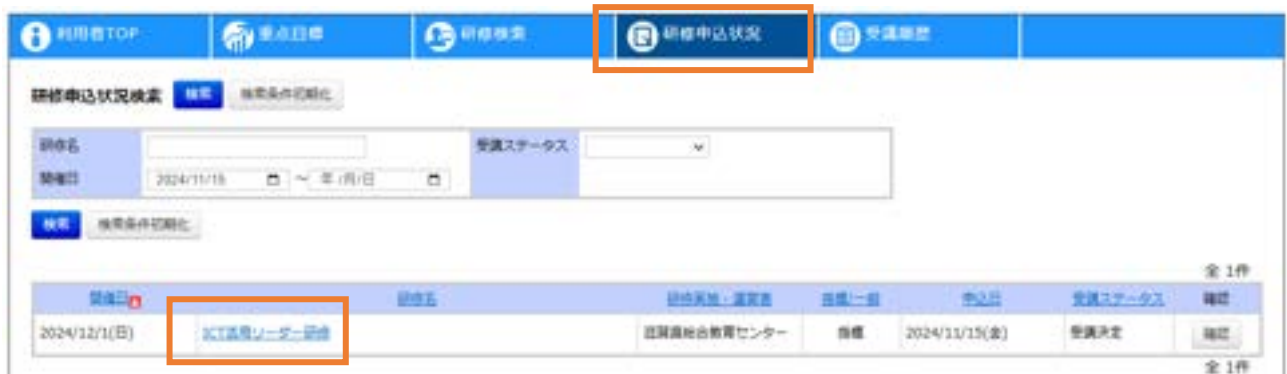 利用者TOP 重点目標 研修検索 研修申込状況 受講履歴
研修申込状況検索 検索 検索条件初期化
研修名 受講ステータス
開催日 2024/11/15 ～ 年 /月/日
検索 検索条件初期化
全 1件
開催日 研修名 研修実施・運営者 指標/一般 申込日 受講ステータス 確認
2024/12/1(日) ICT活用リーダー研修 滋賀県総合教育センター 指標 2024/11/15(金) 受講決定 確認
全 1件